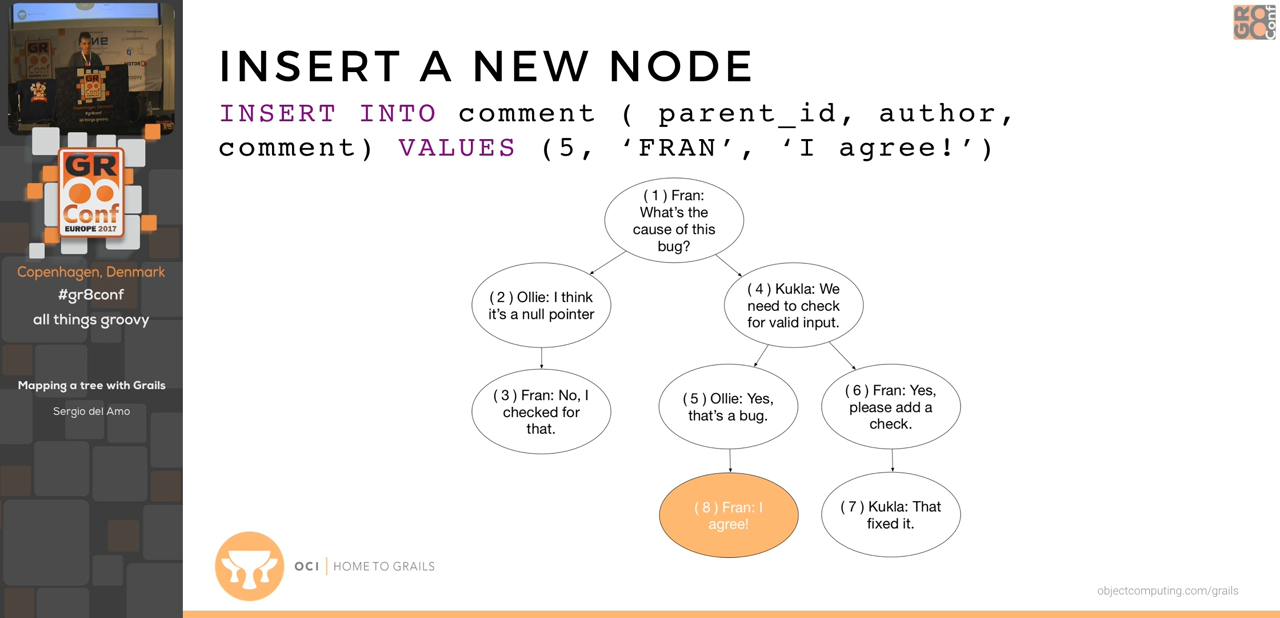 INSERT A NEW NODE
INSERT INTO comment ( parent_id, author,
comment) VALUES (5, ‘FRAN’, ‘I agree!’)
( 1 ) Fran:
What’s the
cause of this
bug?
( 2 ) Ollie: I think
it’s a null pointer
( 4 ) Kukla: We
need to check
for valid input.
( 3 ) Fran: No, I
checked for
that.
( 5 ) Ollie: Yes,
that’s a bug.
( 6 ) Fran: Yes,
please add a
check.
( 8 ) Fran: I
agree!
( 7 ) Kukla: That
fixed it.
OCI | HOME TO GRAILS
objectcomputing.com/grails
GR
Conf
EUROPE 2017
Copenhagen, Denmark
#gr8conf
all things groovy
Mapping a tree with Grails
Sergio del Amo
GR
Conf